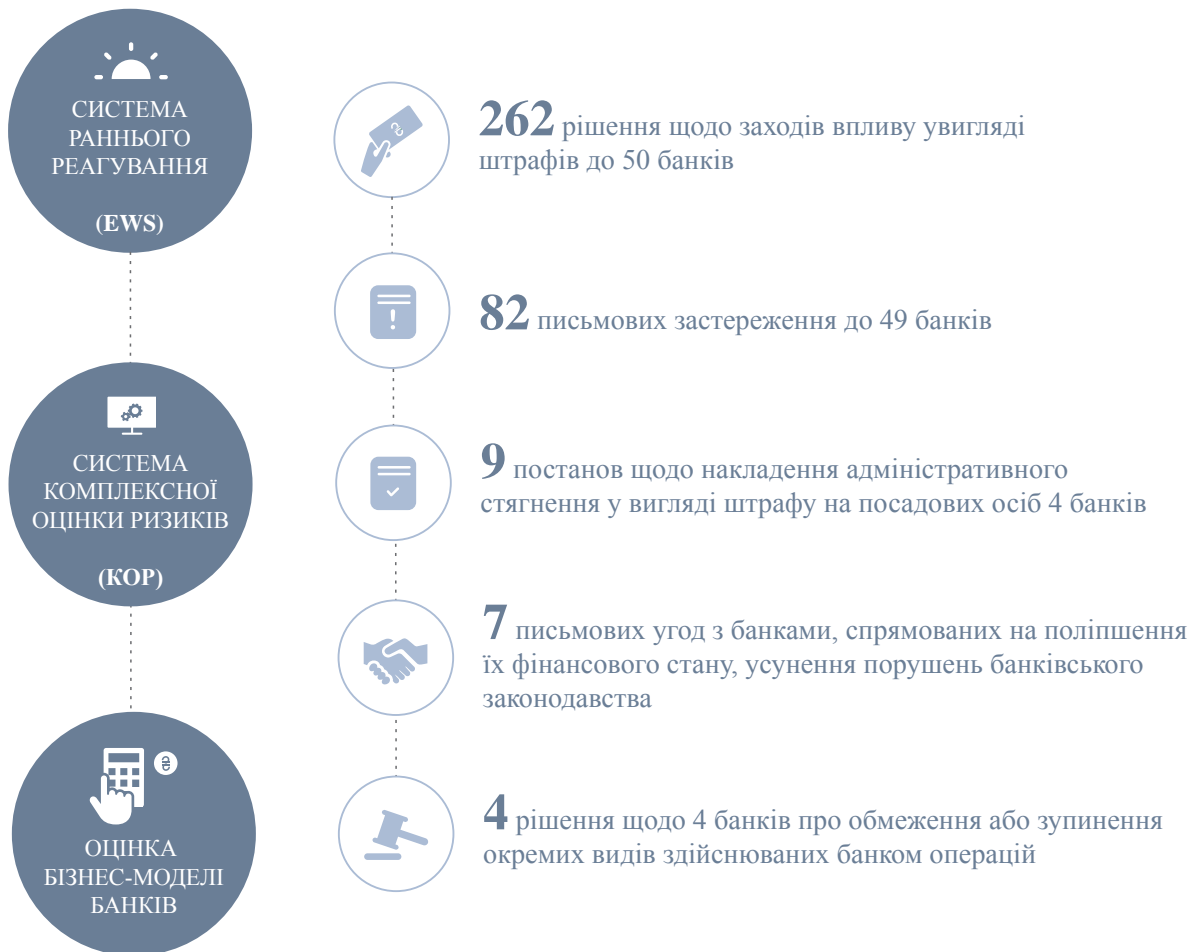 СИСТЕМА
РАННЬОГО
РЕАГУВАННЯ
(EWS)
СИСТЕМА
КОМПЛЕКСНОЇ
ОЦІНКИ РИЗИКІВ
(КОР)
ОЦІНКА
БІЗНЕС-МОДЕЛІ
БАНКІВ
262 рішення щодо заходів впливу увигляді
штрафів до 50 банків
82 письмових застереження до 49 банків
9 постанов щодо накладення адміністративного
стягнення у вигляді штрафу на посадових осіб 4 банків
7 письмових угод з банками, спрямованих на поліпшення
їх фінансового стану, усунення порушень банківського
законодавства
4 рішення щодо 4 банків про обмеження або зупинення
окремих видів здійснюваних банком операцій